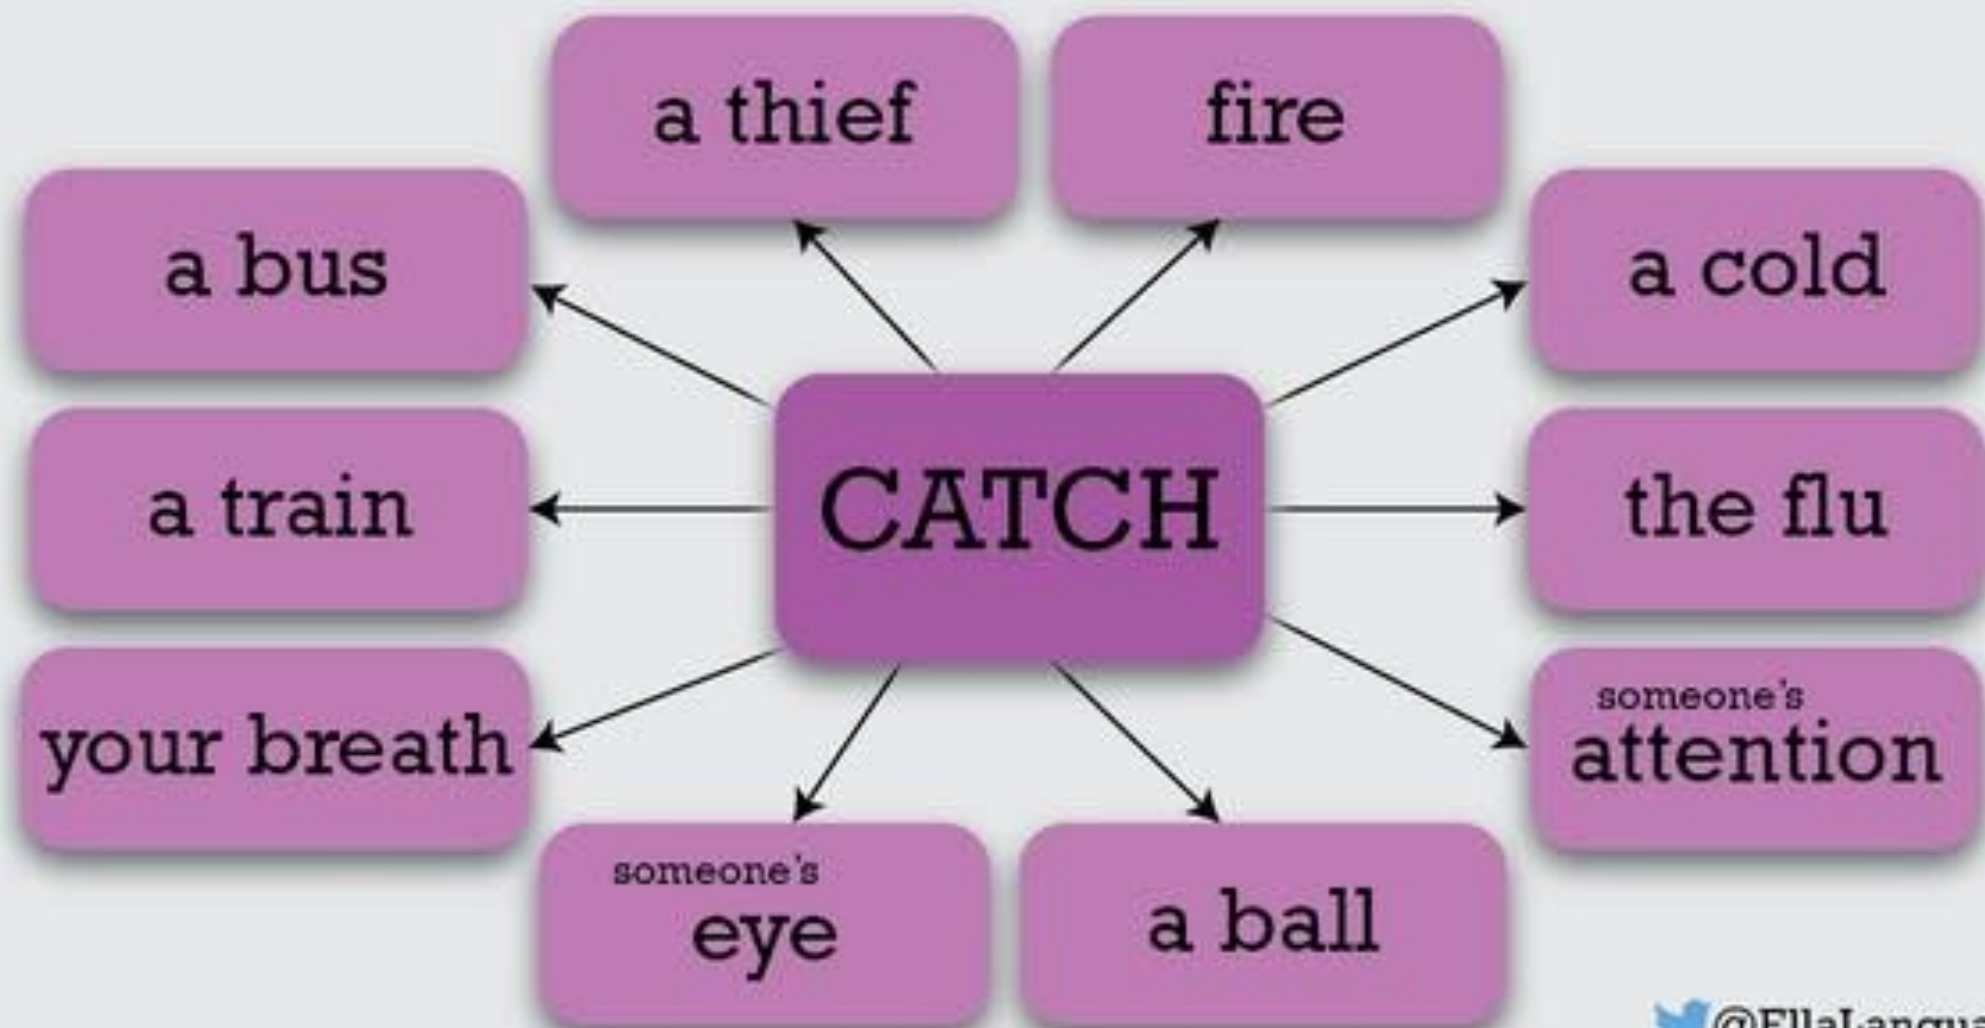 a thief
fire
a bus
a cold
a train
CATCH
the flu
your breath
someone's
attention
someone's
eye
a ball